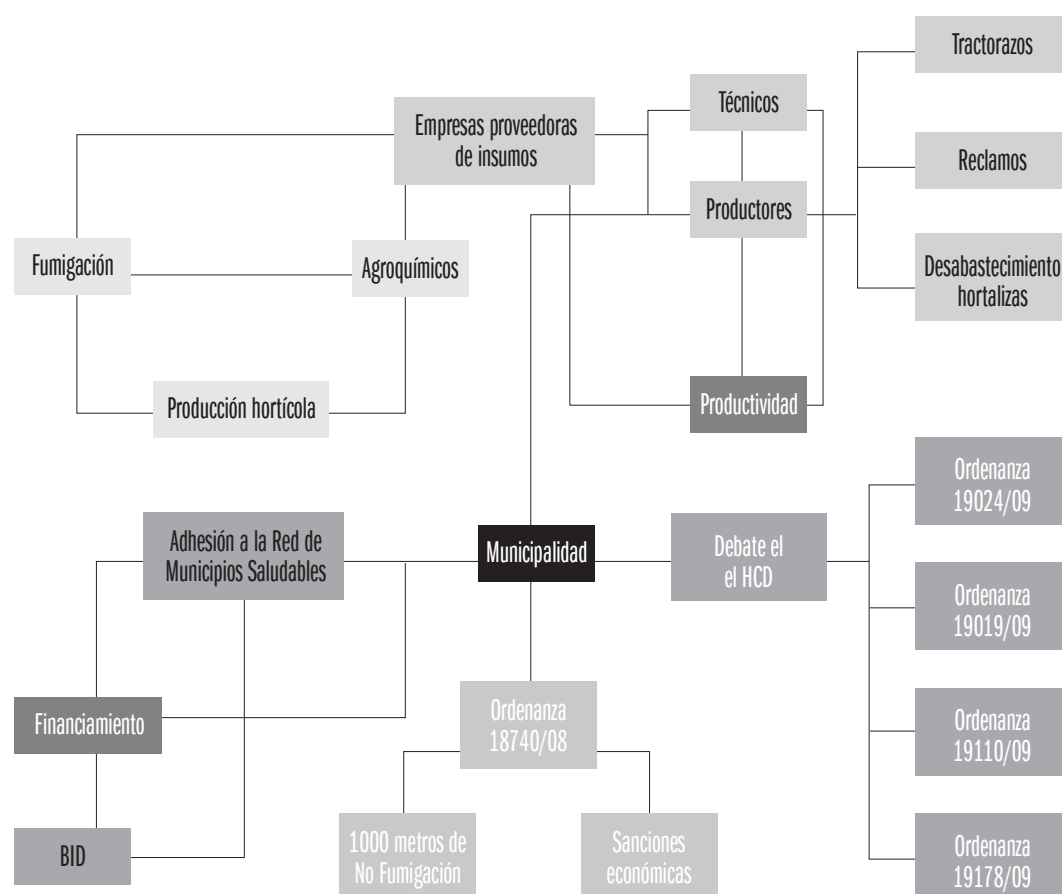 Tractorazos
Técnicos
Empresas proveedoras
de insumos
Reclamos
Productores
Fumigación
Agroquímicos
Desabastecimiento
hortalizas
Producción hortícola
Productividad
Ordenanza
19024/09
Adhesión a la Red de
Municipios Saludables
Municipalidad
Debate el
el HCD
Ordenanza
19019/09
Financiamiento
Ordenanza
18740/08
Ordenanza
19110/09
BID
1000 metros de
No Fumigación
Sanciones
económicas
Ordenanza
19178/09